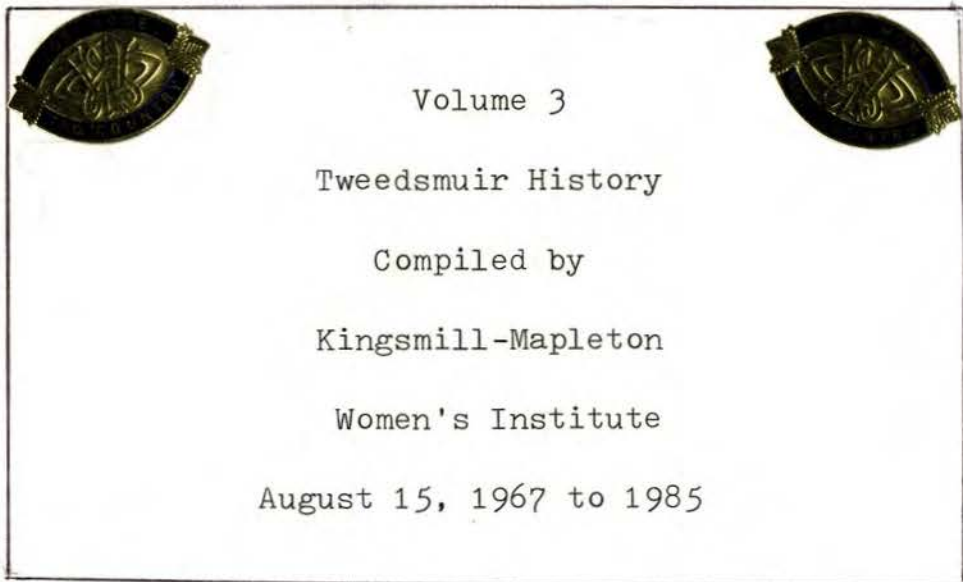 Volume 3
Tweedsmuir History
Compiled by
Kingsmill-Mapleton
Women's Institute
August 15, 1967 to 1985